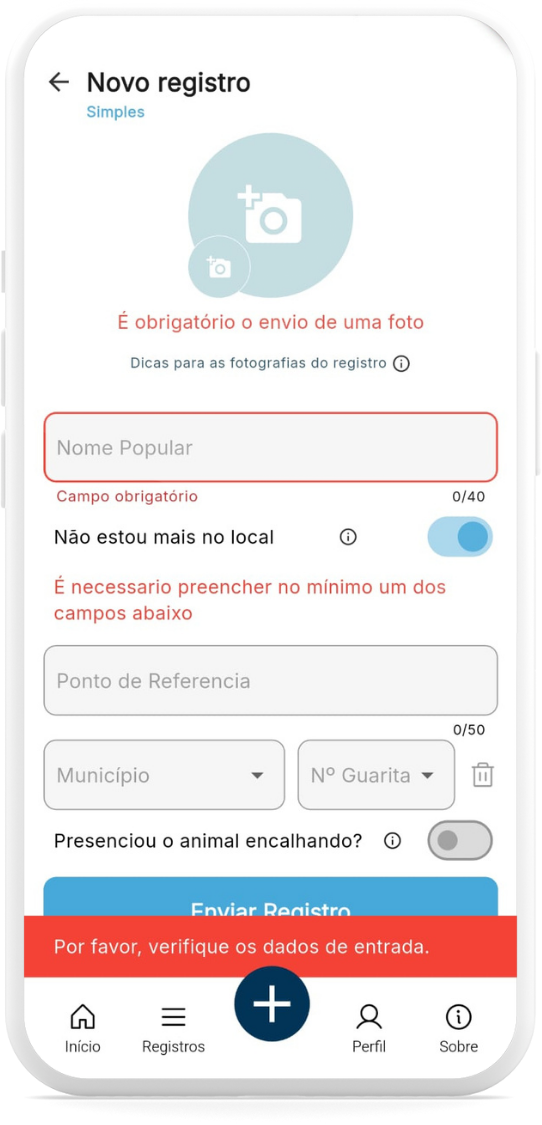 Novo registro
Simples
É obrigatório o envio de uma foto
Dicas para as fotografias do registro
Nome Popular
Campo obrigatório 0/40
Não estou mais no local
É necessario preencher no mínimo um dos
campos abaixo
Ponto de Referencia
0/50
Município Nº Guarita
Presenciou o animal encalhando?
Enviar Registro
Por favor, verifique os dados de entrada.
Início Registros Perfil Sobre